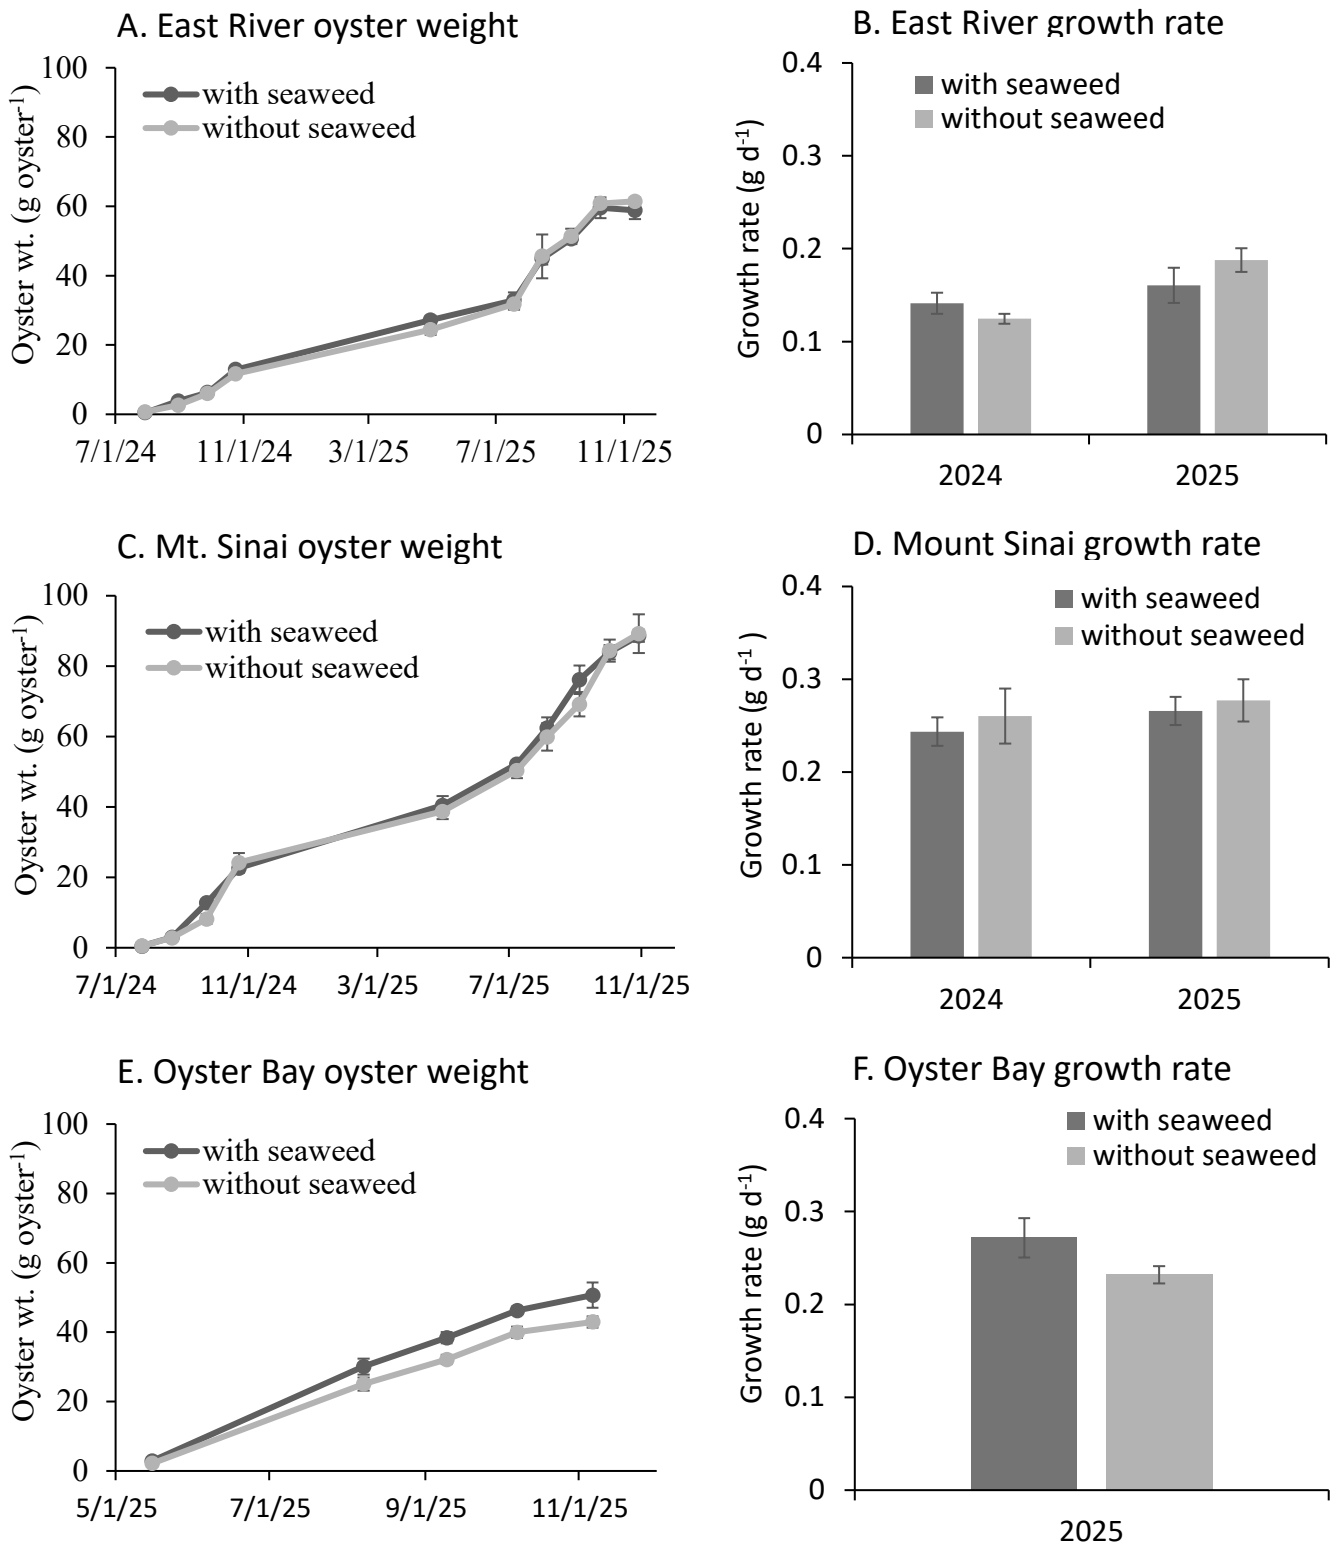 A. East River oyster weight
Oyster wt. (g oyster⁻¹)
100
80
60
40
20
0
with seaweed
without seaweed
7/1/24 11/1/24 3/1/25 7/1/25 11/1/25
B. East River growth rate
Growth rate (g d⁻¹)
0.4
0.3
0.2
0.1
0
with seaweed
without seaweed
2024 2025
C. Mt. Sinai oyster weight
Oyster wt. (g oyster⁻¹)
100
80
60
40
20
0
with seaweed
without seaweed
7/1/24 11/1/24 3/1/25 7/1/25 11/1/25
D. Mount Sinai growth rate
Growth rate (g d⁻¹)
0.4
0.3
0.2
0.1
0
with seaweed
without seaweed
2024 2025
E. Oyster Bay oyster weight
Oyster wt. (g oyster⁻¹)
100
80
60
40
20
0
with seaweed
without seaweed
5/1/25 7/1/25 9/1/25 11/1/25
F. Oyster Bay growth rate
Growth rate (g d⁻¹)
0.4
0.3
0.2
0.1
0
with seaweed
without seaweed
2025